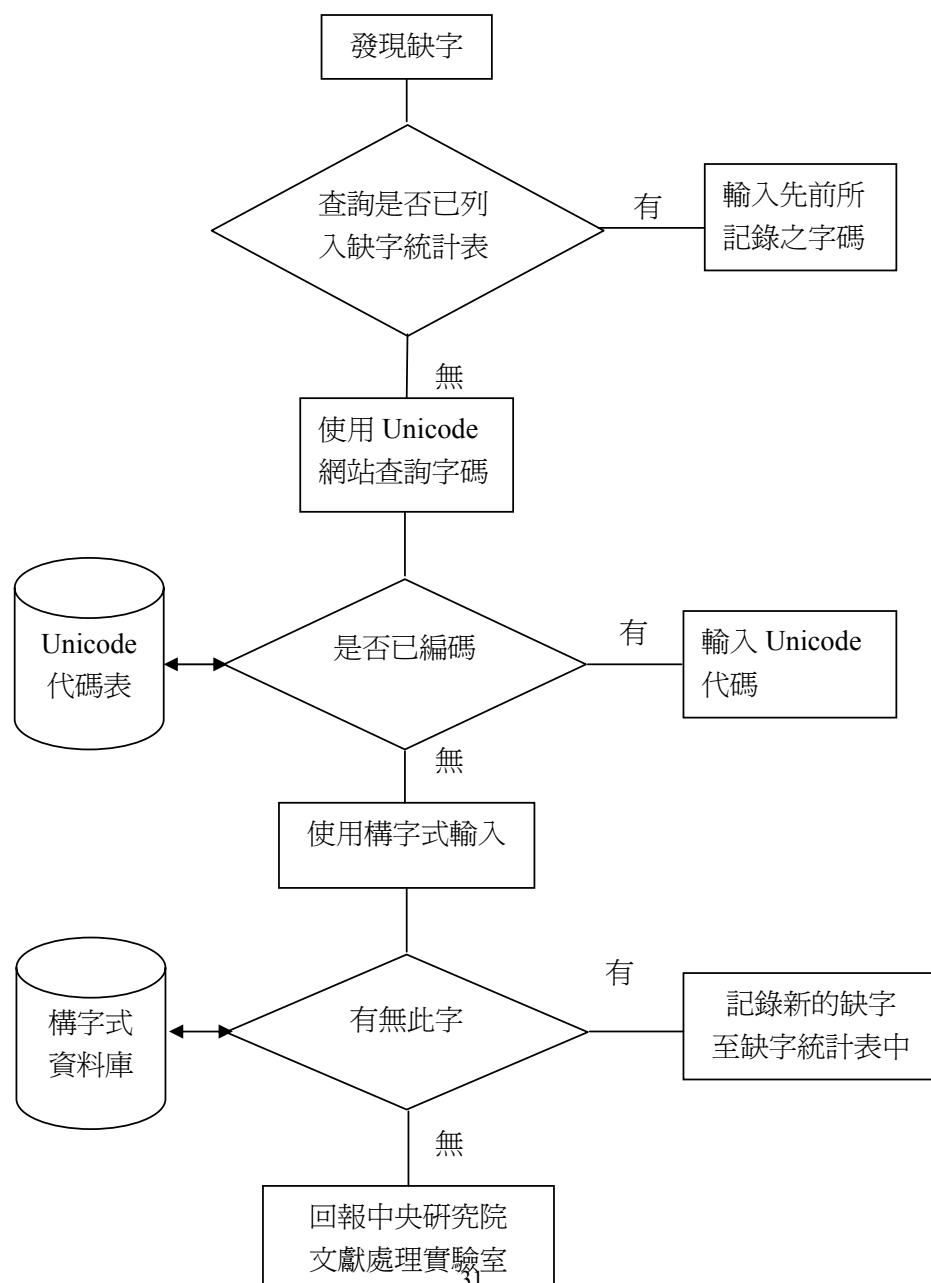 發現缺字
查詢是否已列
入缺字統計表
有
輸入先前所
記錄之字碼
無
使用 Unicode
網站查詢字碼
Unicode
代碼表
是否已編碼
有
輸入 Unicode
代碼
無
使用構字式輸入
構字式
資料庫
有無此字
有
記錄新的缺字
至缺字統計表中
無
回報中央研究院
文獻處理實驗室
31